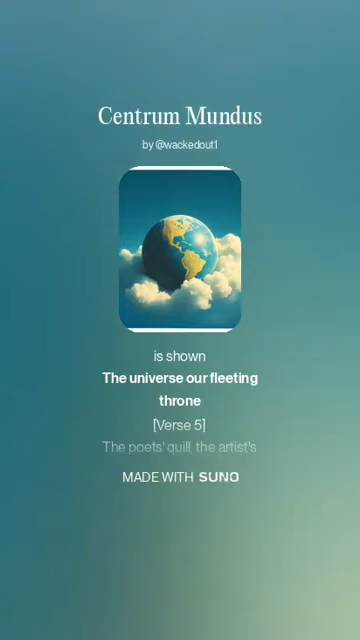 Centrum Mundus
by @wackedout1
is shown
The universe our fleeting
throne
[Verse 5]
The poets' quill, the artist's
MADE WITH SUNO